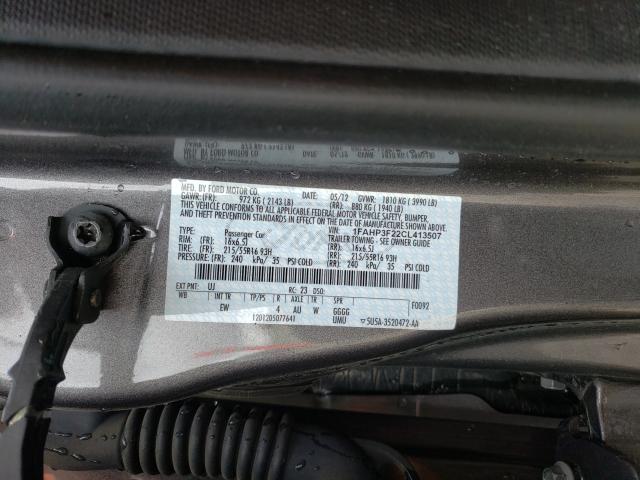 MFD. BY FORD MOTOR CO.
DATE: 05/12 GVWR: 1810 KG ( 3990 LB)
GAWR:(FR): 972 KG ( 2143 LB) (RR): 880 KG ( 1940 LB)
THIS VEHICLE CONFORMS TO ALL APPLICABLE FEDERAL MOTOR VEHICLE SAFETY, BUMPER,
AND THEFT PREVENTION STANDARDS IN EFFECT ON THE DATE OF MANUFACTURE SHOWN ABOVE.
VIN: 1FAHP3F22CL413507
TYPE: Passenger Car TRAILER TOWING - SEE OWNER GUIDE
RIM: (FR): 16x6.5J (RR): 16x6.5J
TIRE: (FR): 215/55R16 93H (RR): 215/55R16 93H
PRESSURE: (FR): 240 kPa/ 35 PSI COLD (RR): 240 kPa/ 35 PSI COLD
EXT PNT: UJ RC: 23 DSO:
WB INT TR TP/PS R AXLE TR SPR F0092
EW 4 AU W GGGG
1201205077641 UMU ▽5U5A-3520472-AA